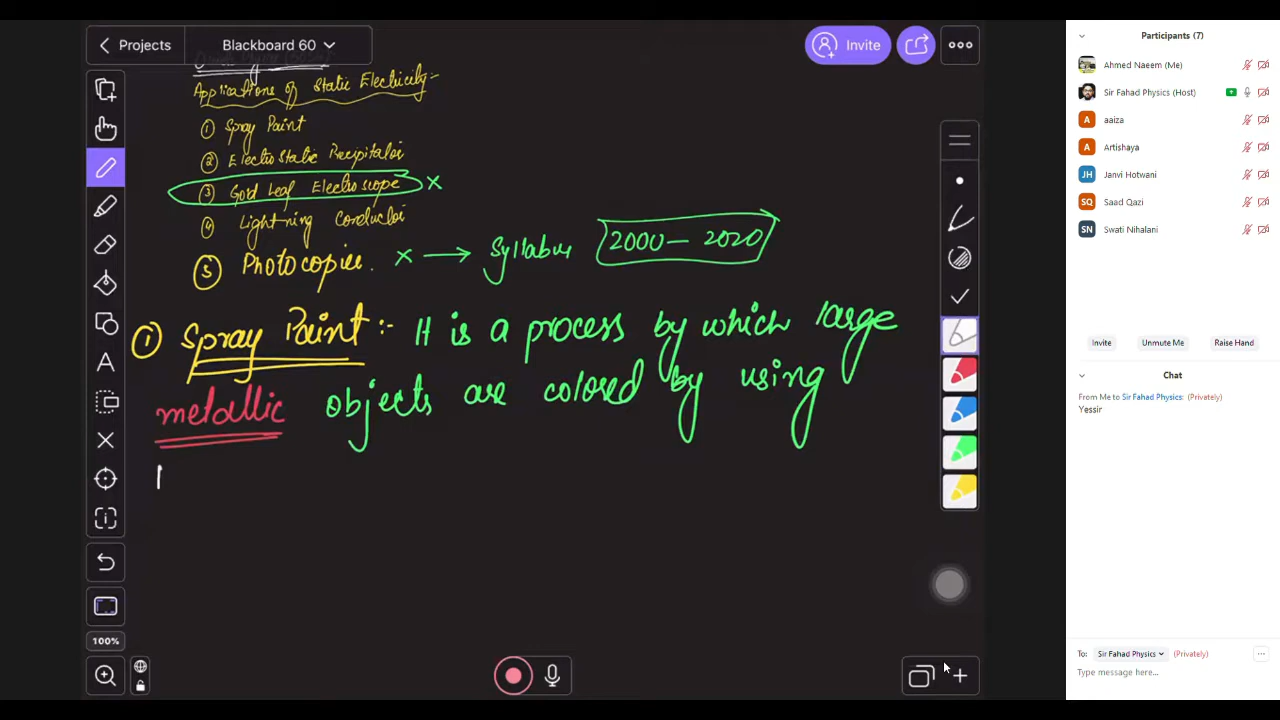 Projects
Blackboard 60
Invite
Applications of Static Electricity-
① Spray Paint
② Electrostatic Precipitator
③ Gold Leaf Electroscope x
④ Lightning Conductor
⑤ Photocopier. x → Syllabus 2000 - 2020
① Spray Paint :- It is a process by which large
metallic objects are colored by using
100%
Participants (7)
Ahmed Naeem (Me)
Sir Fahad Physics (Host)
A aaiza
A Artishaya
JH Janvi Hotwani
SQ Saad Qazi
SN Swati Nihalani
Invite Unmute Me Raise Hand
Chat
From Me to Sir Fahad Physics: (Privately)
Yessir
To: Sir Fahad Physics (Privately)
Type message here...